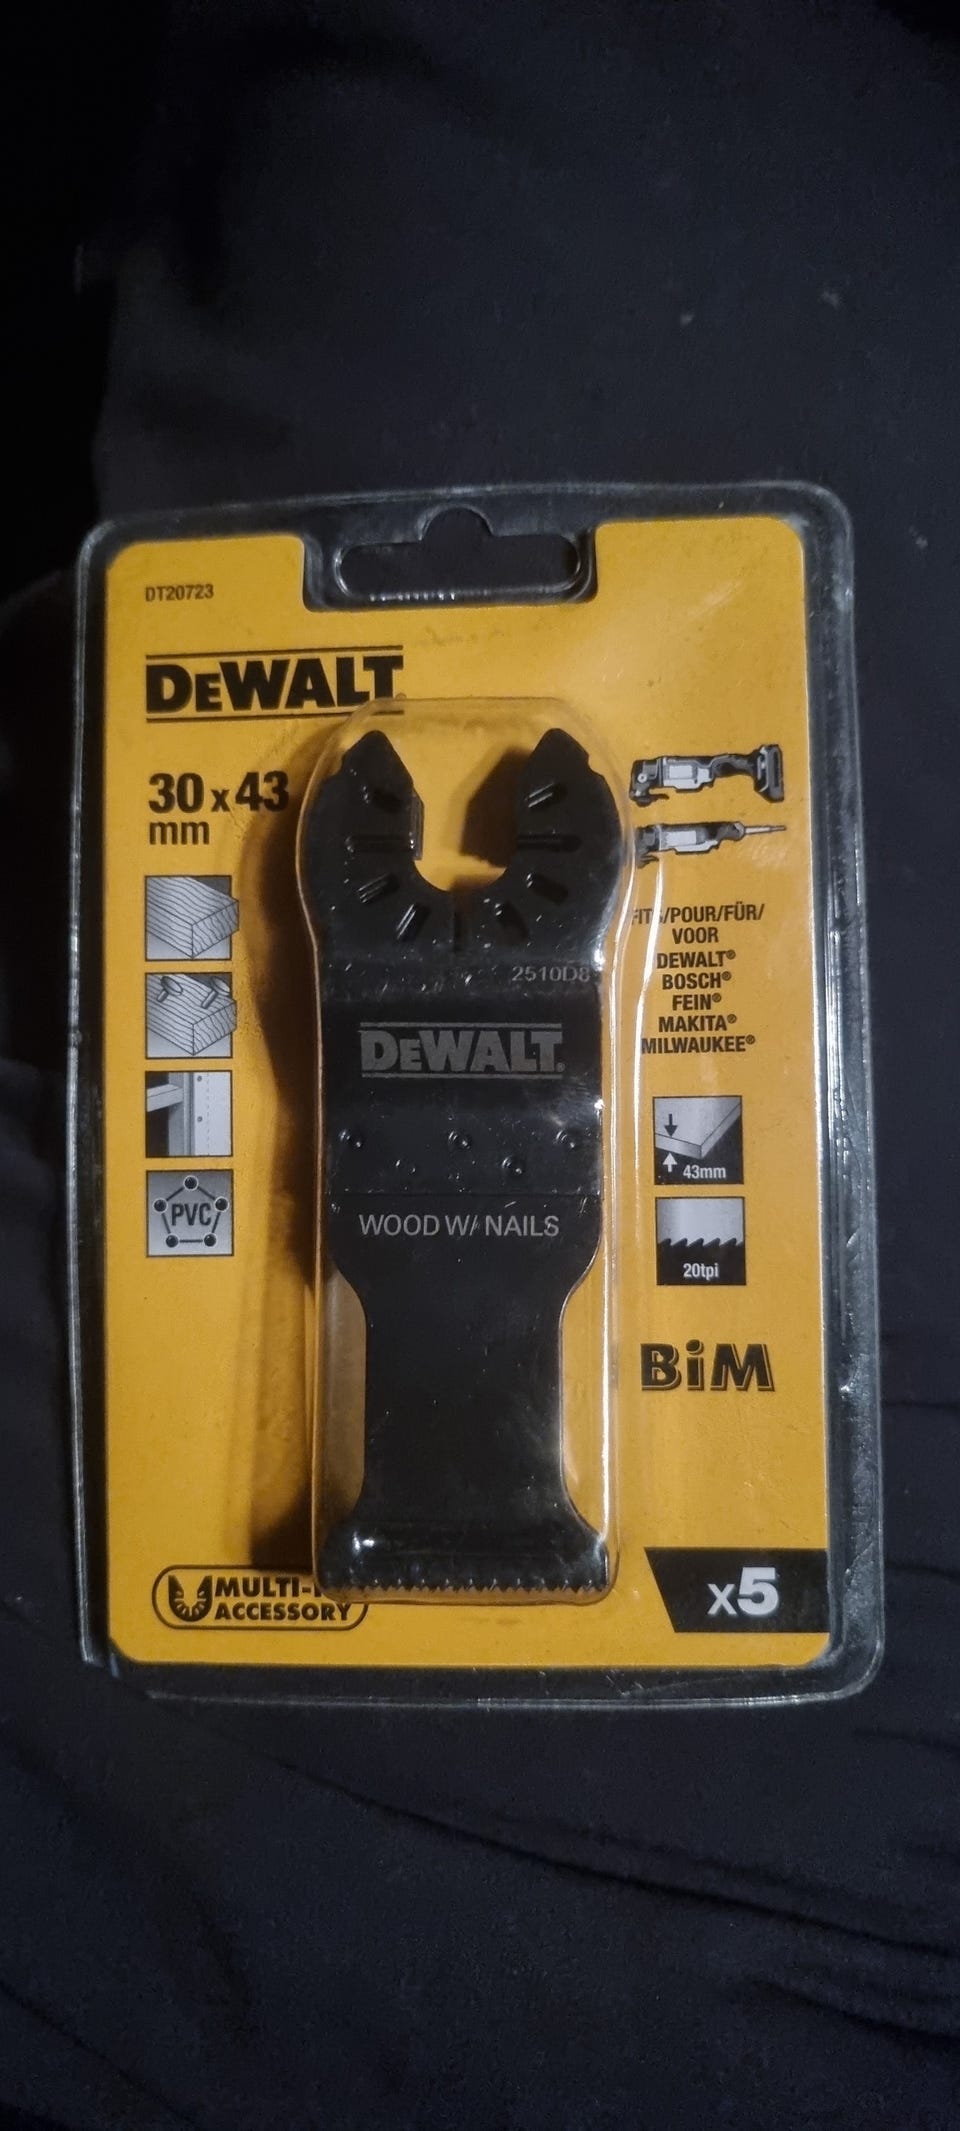 DT20723
DEWALT®
30 x 43
mm
FITS/POUR/FÜR/
VOOR
DEWALT®
BOSCH®
FEIN®
MAKITA®
MILWAUKEE®
2510D8
DEWALT®
WOOD W/ NAILS
43mm
PVC
20tpi
BiM
MULTI-
ACCESSORY
x5